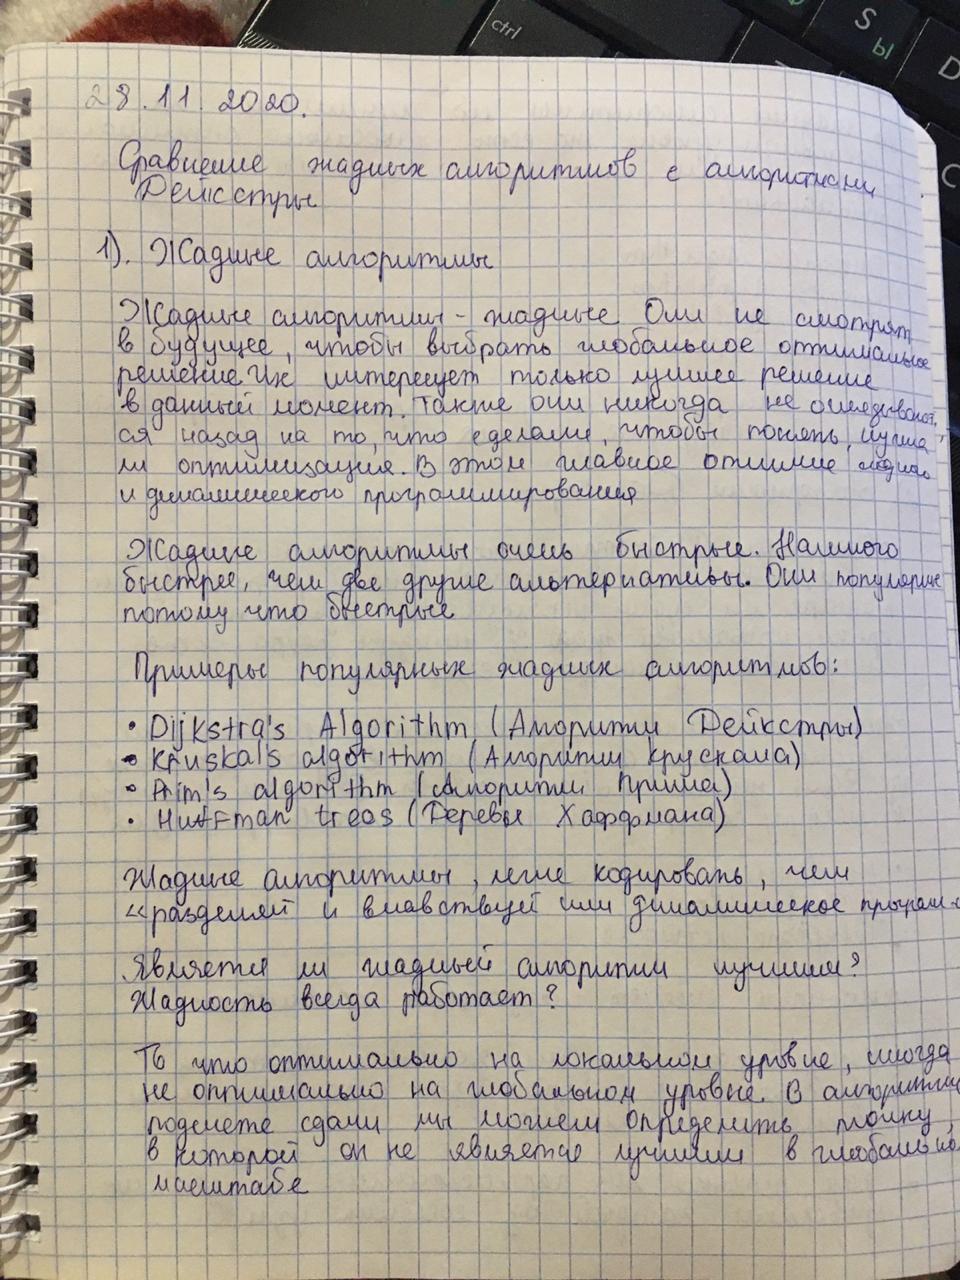 28.11.2020.
Сравнение жадных алгоритмов с алгоритмами
Дейкстры
1). Жадные алгоритмы
Жадные алгоритмы - жадные Они не смотрят
в будущее, чтобы выбрать глобальное оптимальное
решение. Их интересует только лучшее решение
в данный момент. Также они никогда не оглядывают
ся назад на то, что сделали, чтобы понять, лучшая
ли оптимизация. В этом главное отличие жадного
и динамического программирования
Жадные алгоритмы очень быстрые. Намного
быстрее, чем две другие альтернативы. Они популярные
потому что быстрые
Примеры популярных жадных алгоритмов:
• Dijkstra's Algorithm (Алгоритм Дейкстры)
• Kruskal's algorithm (Алгоритм Крускала)
• Prim's algorithm (Алгоритм Прима)
• Huffman trees (Деревы Хаффмана)
Жадные алгоритмы, легче кодировать, чем
«разделяй и влавствуй или динамическое програм-
Является ли жадный алгоритм лучшим?
Жадность всегда работает?
То что оптимально на локальном уровне, иногда
не оптимально на глобальном уровне. В алгоритме
подсчете сдачи мы можем определить точку,
в которой он не является лучшим в глобальном
масштабе
ctrl
S
Ы
D
C